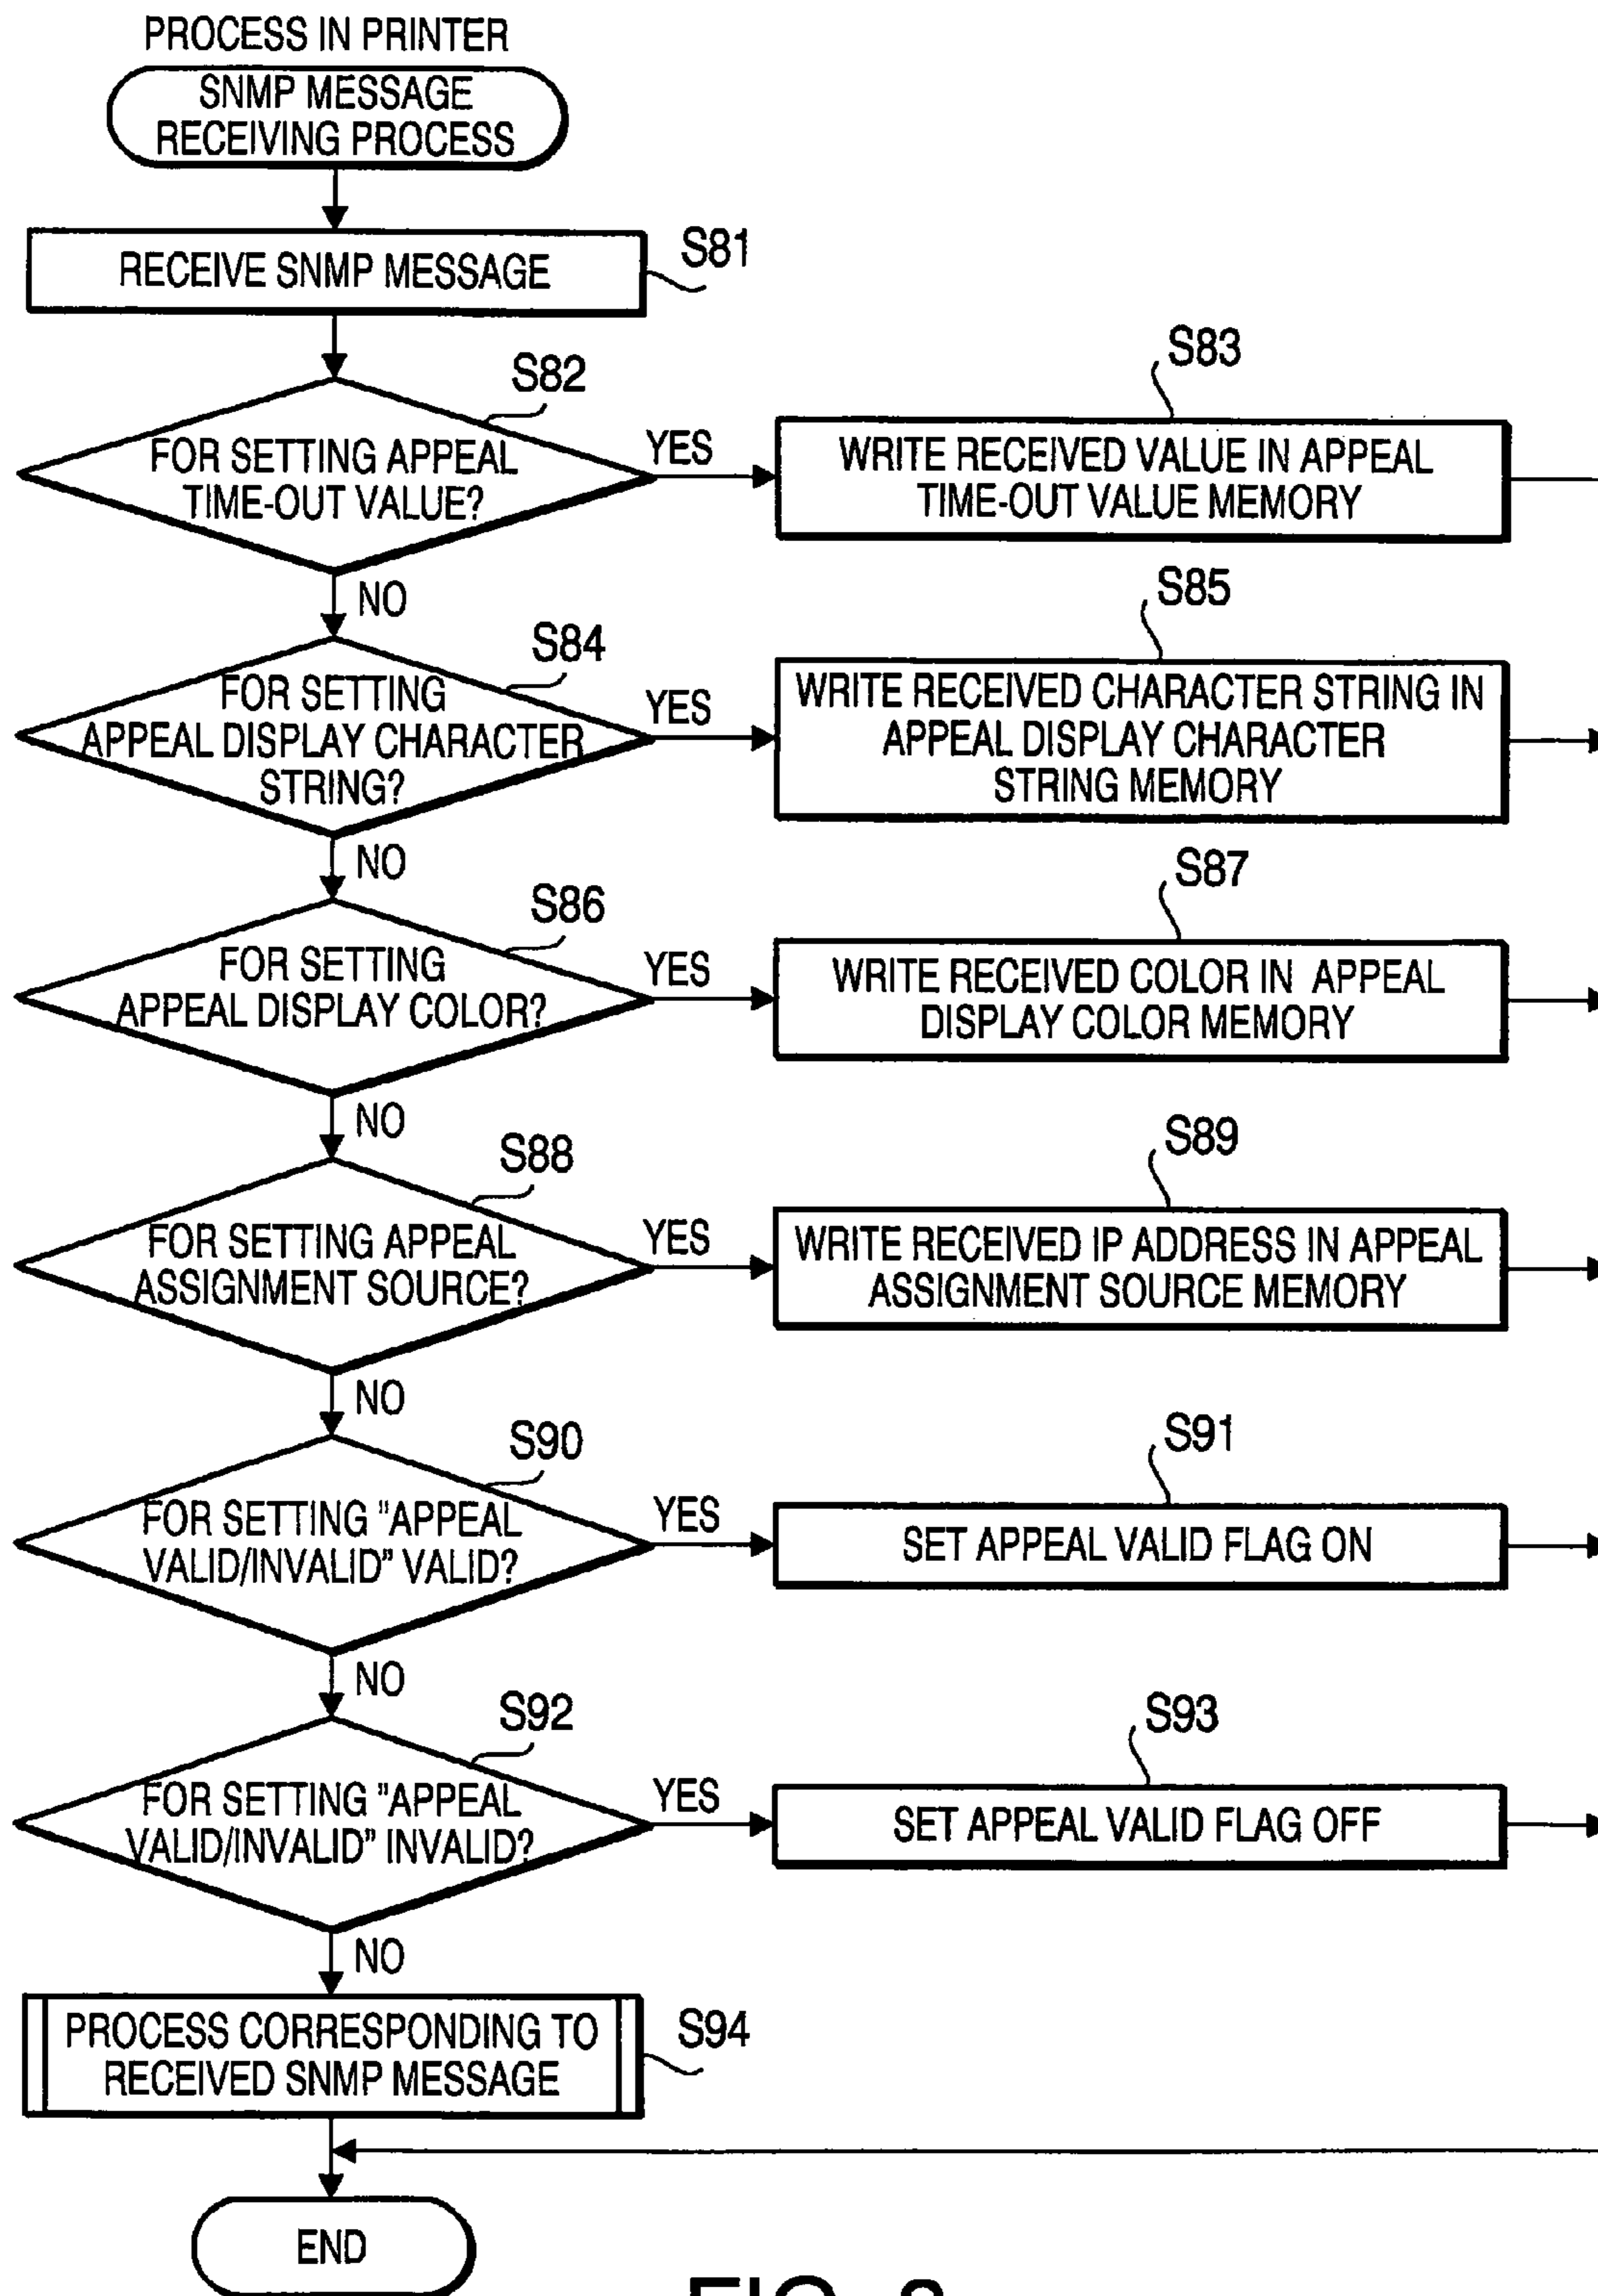 PROCESS IN PRINTER
SNMP MESSAGE
RECEIVING PROCESS
RECEIVE SNMP MESSAGE
S81
S82
FOR SETTING APPEAL
TIME-OUT VALUE?
YES
NO
S83
WRITE RECEIVED VALUE IN APPEAL
TIME-OUT VALUE MEMORY
S84
FOR SETTING
APPEAL DISPLAY CHARACTER
STRING?
YES
NO
S85
WRITE RECEIVED CHARACTER STRING IN
APPEAL DISPLAY CHARACTER
STRING MEMORY
S86
FOR SETTING
APPEAL DISPLAY COLOR?
YES
NO
S87
WRITE RECEIVED COLOR IN APPEAL
DISPLAY COLOR MEMORY
S88
FOR SETTING APPEAL
ASSIGNMENT SOURCE?
YES
NO
S89
WRITE RECEIVED IP ADDRESS IN APPEAL
ASSIGNMENT SOURCE MEMORY
S90
FOR SETTING "APPEAL
VALID/INVALID" VALID?
YES
NO
S91
SET APPEAL VALID FLAG ON
S92
FOR SETTING "APPEAL
VALID/INVALID" INVALID?
YES
NO
S93
SET APPEAL VALID FLAG OFF
PROCESS CORRESPONDING TO
RECEIVED SNMP MESSAGE
S94
END
FIG.